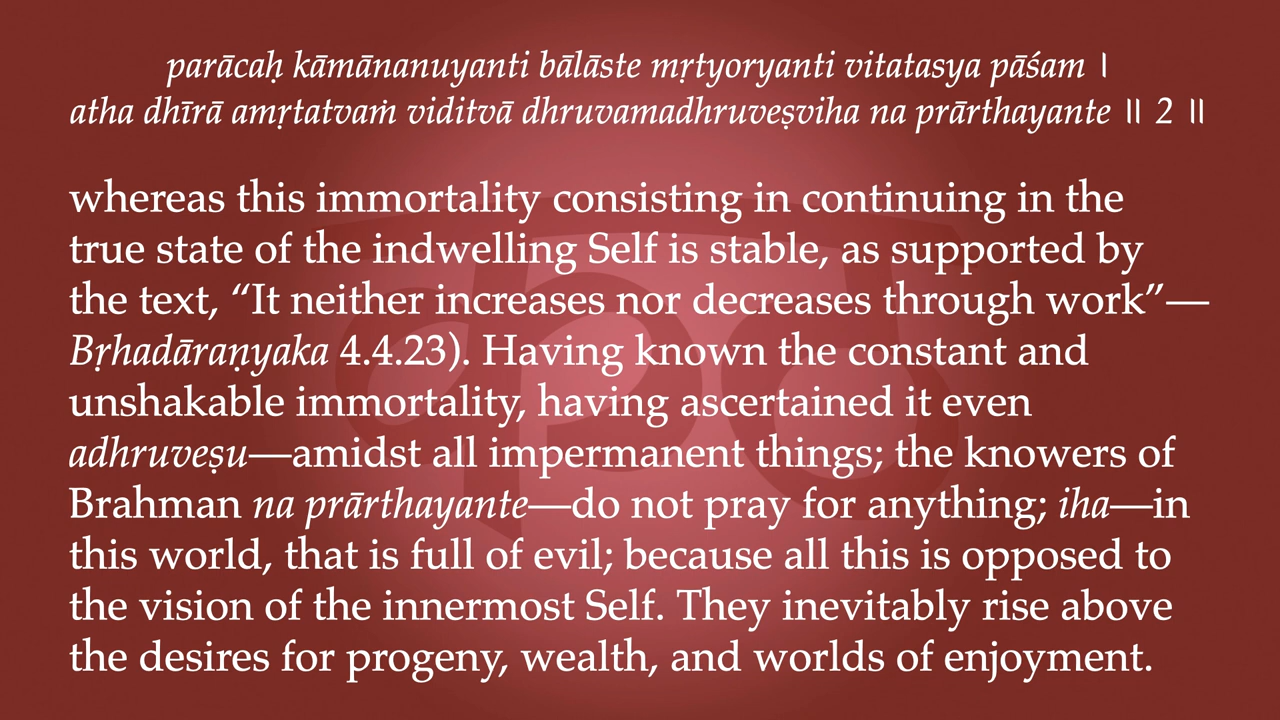 parācaḥ kāmānanuyanti bālāste mṛtyoryanti vitatasya pāśam ।
atha dhīrā amṛtatvaṁ viditvā dhruvamadhruveṣviha na prārthayante ॥ 2 ॥
whereas this immortality consisting in continuing in the
true state of the indwelling Self is stable, as supported by
the text, “It neither increases nor decreases through work”—
Bṛhadāraṇyaka 4.4.23). Having known the constant and
unshakable immortality, having ascertained it even
adhruveṣu—amidst all impermanent things; the knowers of
Brahman na prārthayante—do not pray for anything; iha—in
this world, that is full of evil; because all this is opposed to
the vision of the innermost Self. They inevitably rise above
the desires for progeny, wealth, and worlds of enjoyment.